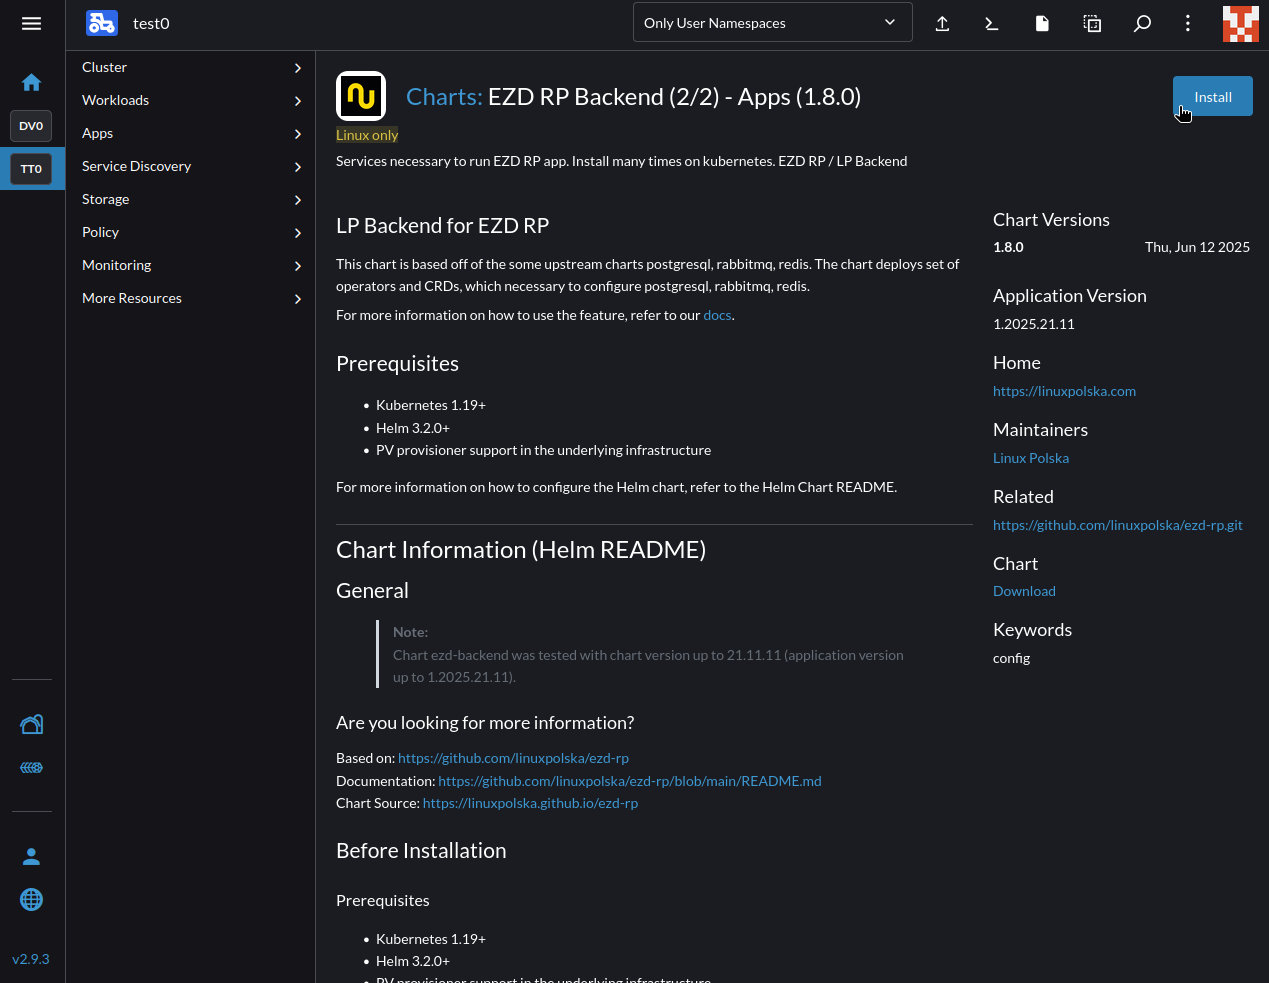 test0
Only User Namespaces
DV0
TT0
v2.9.3
Cluster
Workloads
Apps
Service Discovery
Storage
Policy
Monitoring
More Resources
Charts: EZD RP Backend (2/2) - Apps (1.8.0)
Install
Linux only
Services necessary to run EZD RP app. Install many times on kubernetes. EZD RP / LP Backend
LP Backend for EZD RP
This chart is based off of the some upstream charts postgresql, rabbitmq, redis. The chart deploys set of
operators and CRDs, which necessary to configure postgresql, rabbitmq, redis.
For more information on how to use the feature, refer to our docs.
Prerequisites
• Kubernetes 1.19+
• Helm 3.2.0+
• PV provisioner support in the underlying infrastructure
For more information on how to configure the Helm chart, refer to the Helm Chart README.
Chart Information (Helm README)
General
Note:
Chart ezd-backend was tested with chart version up to 21.11.11 (application version
up to 1.2025.21.11).
Are you looking for more information?
Based on: https://github.com/linuxpolska/ezd-rp
Documentation: https://github.com/linuxpolska/ezd-rp/blob/main/README.md
Chart Source: https://linuxpolska.github.io/ezd-rp
Before Installation
Prerequisites
• Kubernetes 1.19+
• Helm 3.2.0+
• PV provisioner support in the underlying infrastructure
Chart Versions
1.8.0 Thu, Jun 12 2025
Application Version
1.2025.21.11
Home
https://linuxpolska.com
Maintainers
Linux Polska
Related
https://github.com/linuxpolska/ezd-rp.git
Chart
Download
Keywords
config